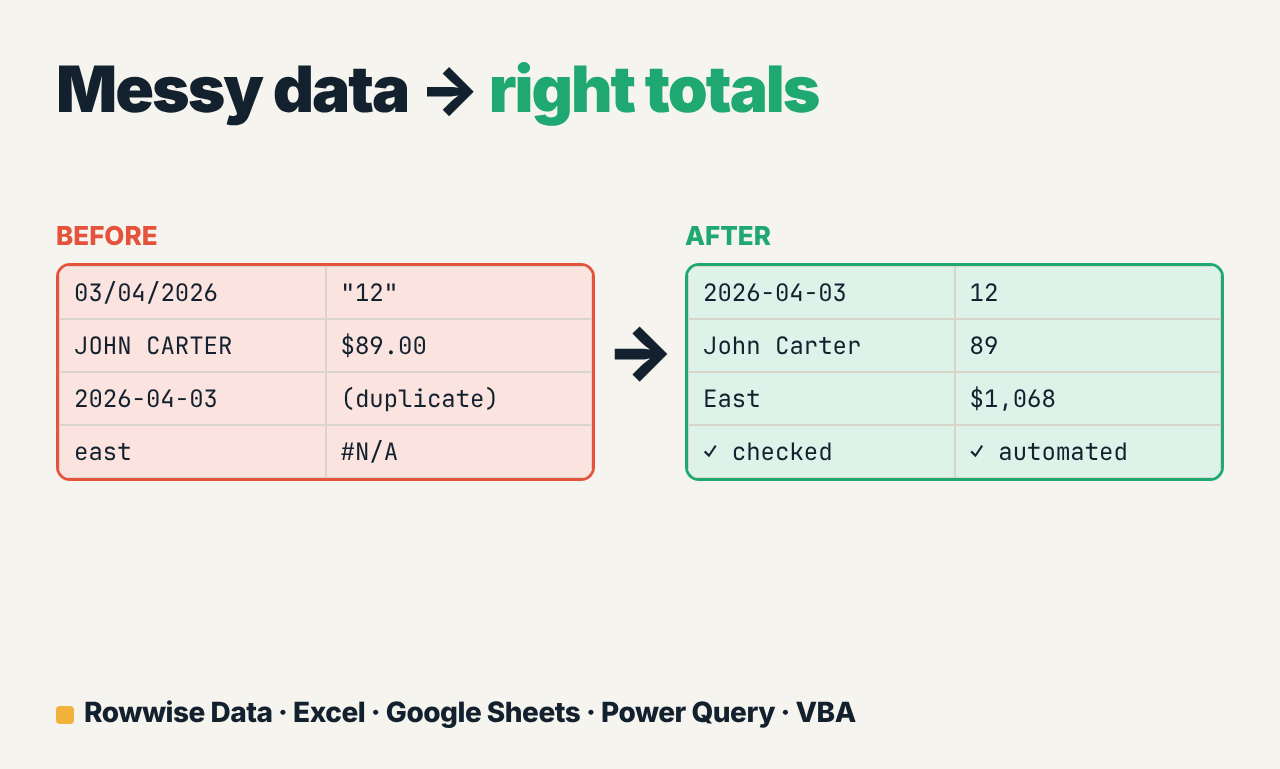 Messy data → right totals
BEFORE
03/04/2026 "12"
JOHN CARTER $89.00
2026-04-03 (duplicate)
east #N/A
→
AFTER
2026-04-03 12
John Carter 89
East $1,068
✓ checked ✓ automated
Rowwise Data · Excel · Google Sheets · Power Query · VBA